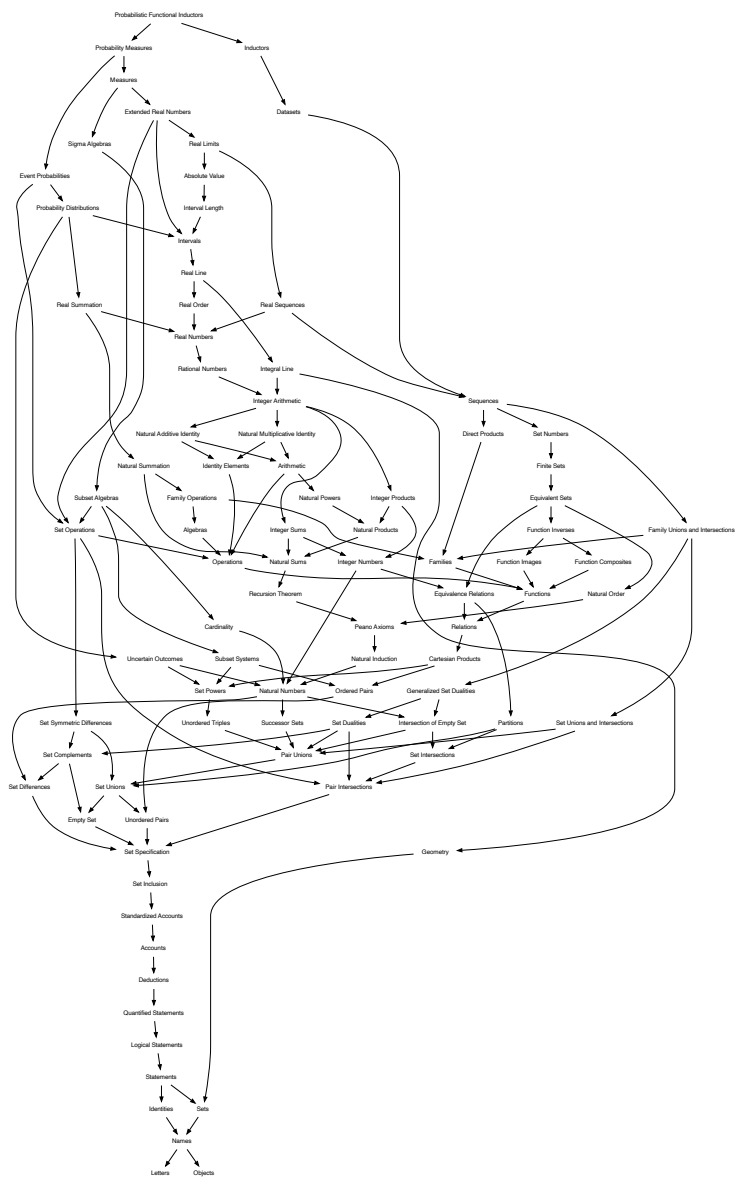 Probabilistic Functional Inductors
Probability Measures
Inductors
Measures
Extended Real Numbers
Datasets
Sigma Algebras
Real Limits
Event Probabilities
Absolute Value
Probability Distributions
Interval Length
Intervals
Real Line
Real Summation
Real Order
Real Sequences
Real Numbers
Rational Numbers
Integral Line
Integer Arithmetic
Sequences
Natural Additive Identity
Natural Multiplicative Identity
Direct Products
Set Numbers
Natural Summation
Identity Elements
Arithmetic
Finite Sets
Subset Algebras
Family Operations
Natural Powers
Integer Products
Equivalent Sets
Set Operations
Algebras
Integer Sums
Natural Products
Function Inverses
Family Unions and Intersections
Operations
Natural Sums
Integer Numbers
Families
Function Images
Function Composites
Recursion Theorem
Equivalence Relations
Functions
Natural Order
Cardinality
Peano Axioms
Relations
Uncertain Outcomes
Subset Systems
Natural Induction
Cartesian Products
Set Powers
Natural Numbers
Ordered Pairs
Generalized Set Dualities
Set Symmetric Differences
Unordered Triples
Successor Sets
Set Dualities
Intersection of Empty Set
Partitions
Set Unions and Intersections
Set Complements
Pair Unions
Set Intersections
Set Differences
Set Unions
Pair Intersections
Empty Set
Unordered Pairs
Set Specification
Geometry
Set Inclusion
Standardized Accounts
Accounts
Deductions
Quantified Statements
Logical Statements
Statements
Identities
Sets
Names
Letters
Objects